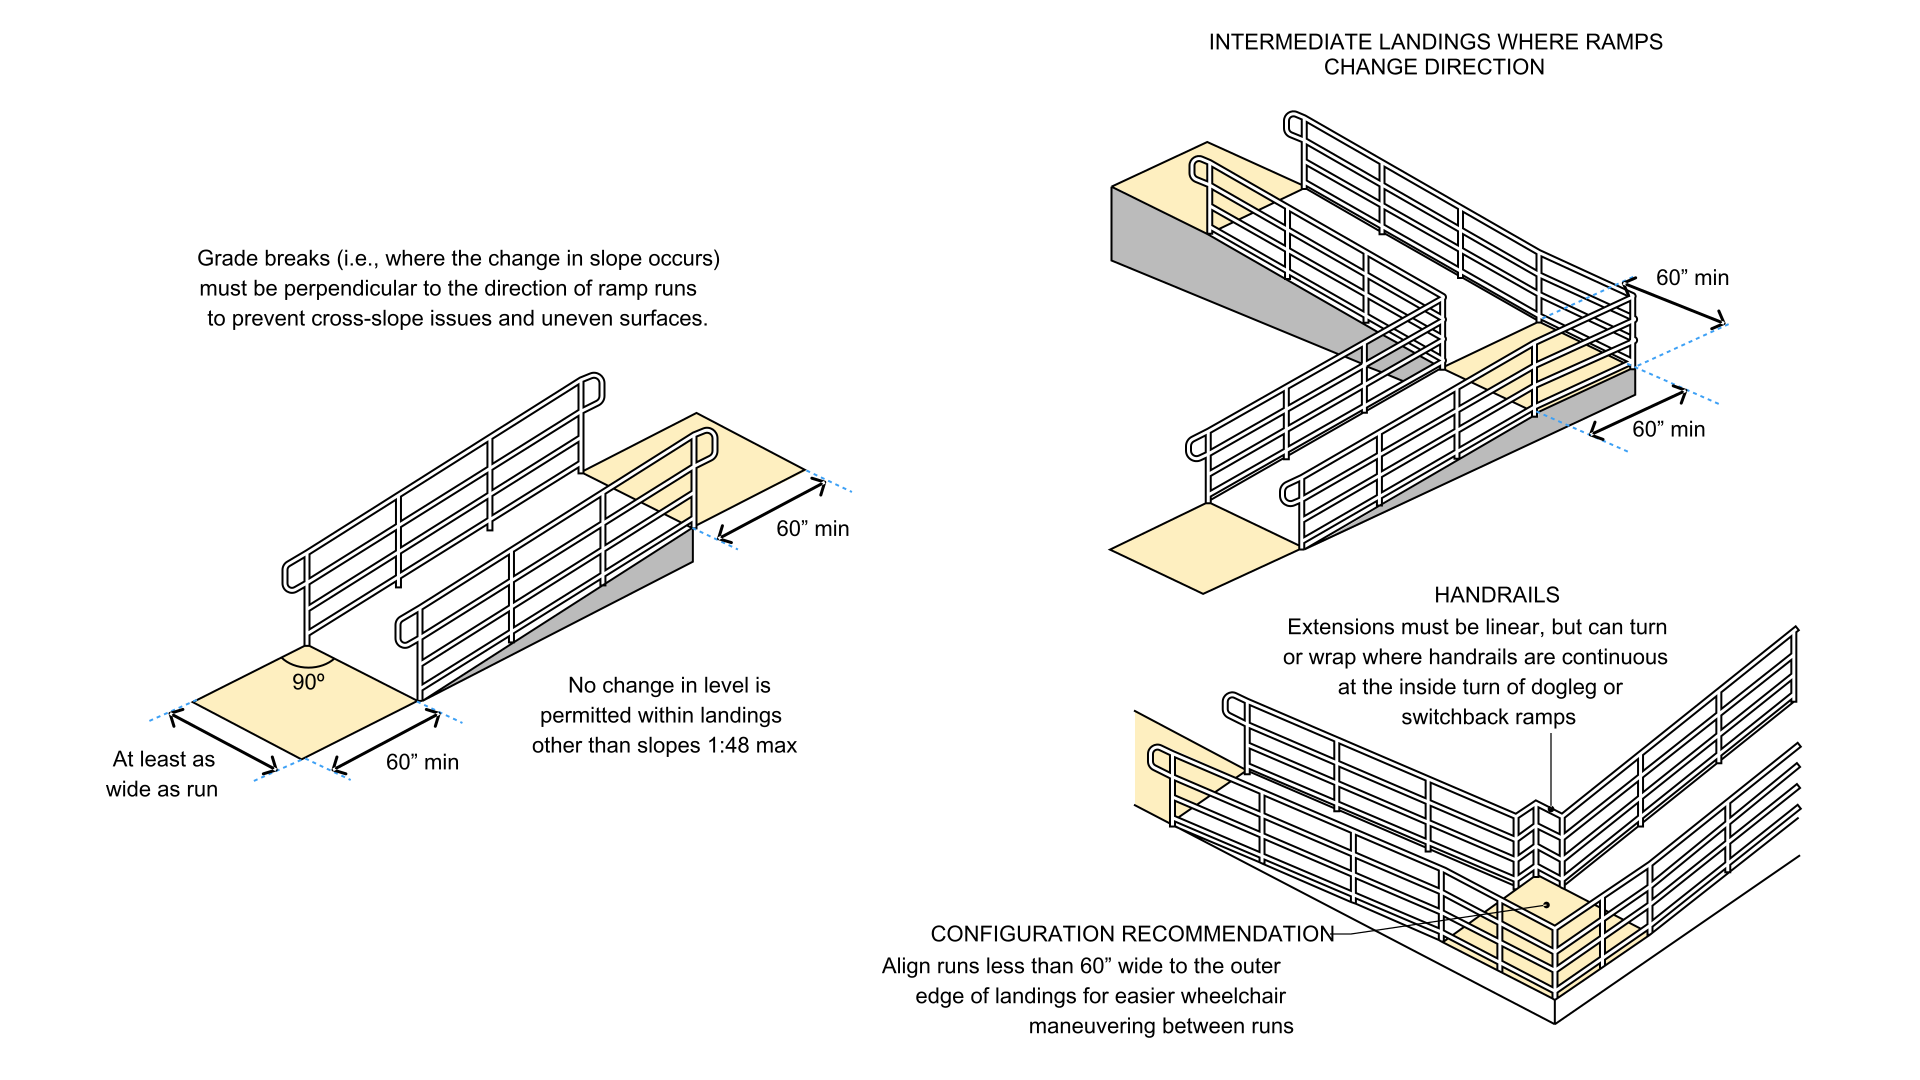 INTERMEDIATE LANDINGS WHERE RAMPS
CHANGE DIRECTION
Grade breaks (i.e., where the change in slope occurs)
must be perpendicular to the direction of ramp runs
to prevent cross-slope issues and uneven surfaces.
60” min
60” min
60” min
90º
At least as
wide as run
60” min
No change in level is
permitted within landings
other than slopes 1:48 max
HANDRAILS
Extensions must be linear, but can turn
or wrap where handrails are continuous
at the inside turn of dogleg or
switchback ramps
CONFIGURATION RECOMMENDATION
Align runs less than 60” wide to the outer
edge of landings for easier wheelchair
maneuvering between runs